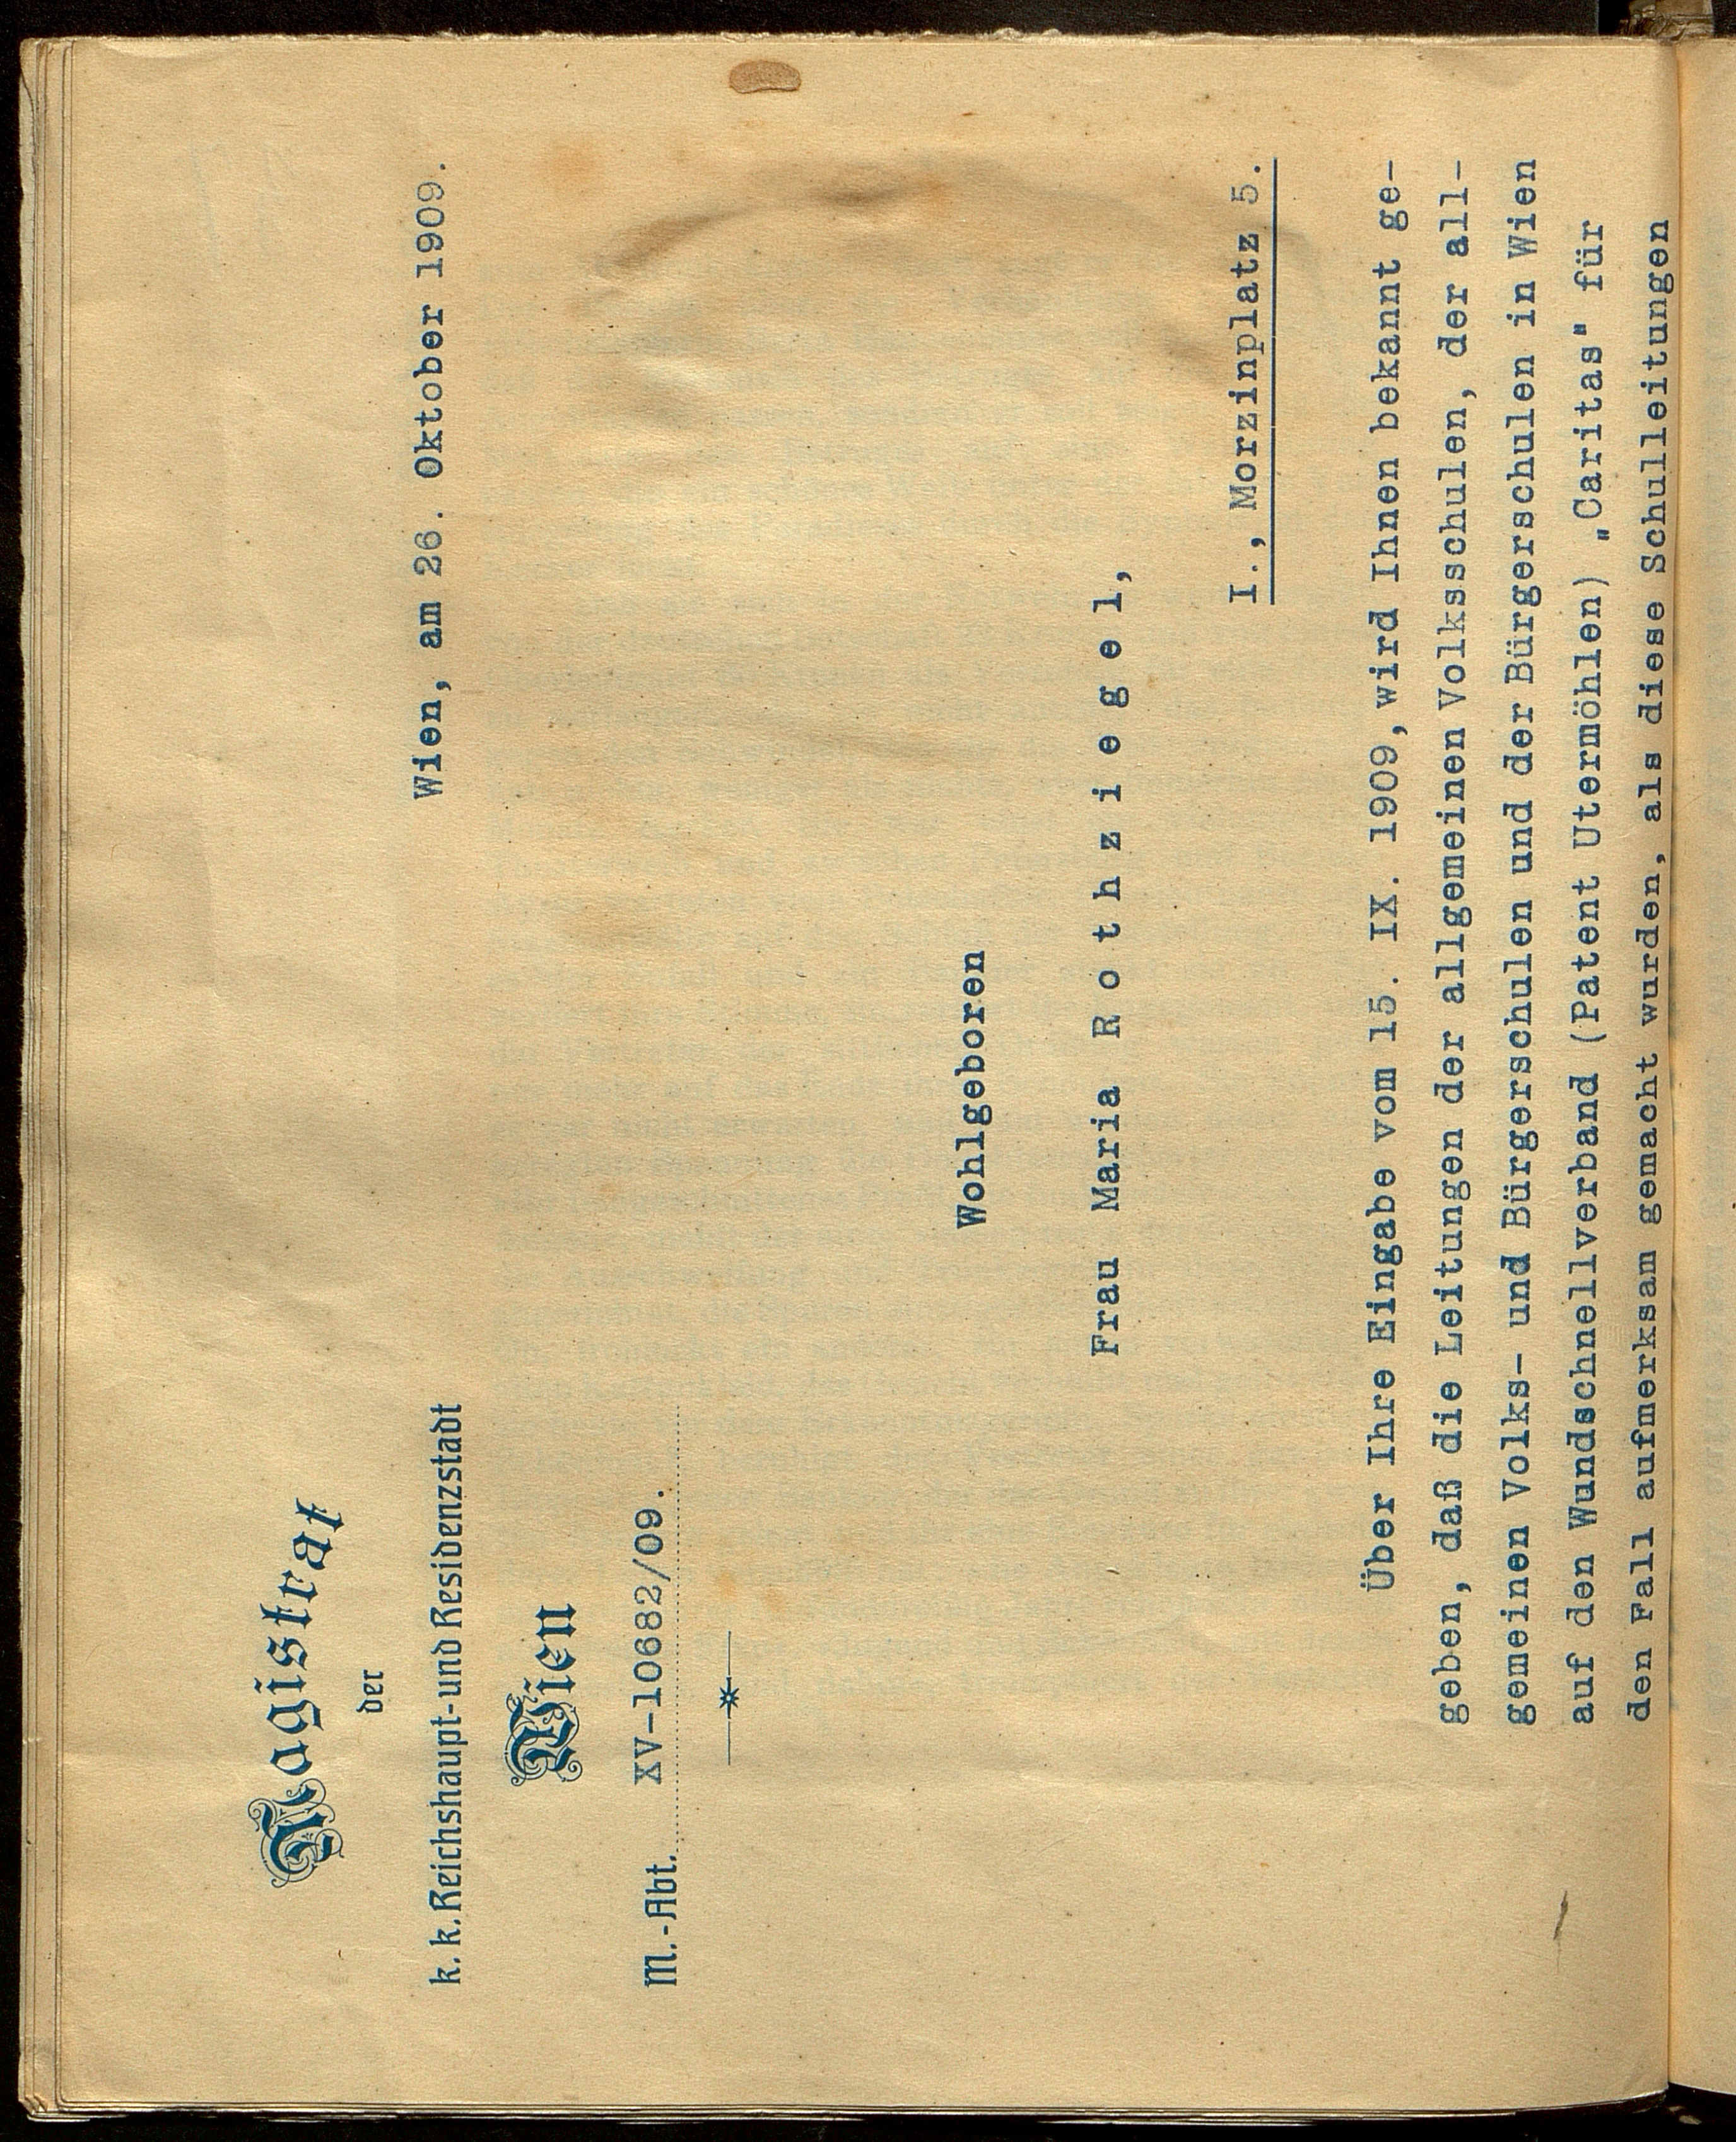 Magistrat
der
k. k. Reichshaupt- und Residenzstadt
Wien
M.-Abt. XV-10682/09.
Wien, am 26. Oktober 1909.
Wohlgeboren
Frau Maria R o t h z i e g e l,
I., Morzinplatz 5.
Über Ihre Eingabe vom 15. IX. 1909, wird Ihnen bekannt ge-
geben, daß die Leitungen der allgemeinen Volksschulen, der all-
gemeinen Volks- und Bürgerschulen und der Bürgerschulen in Wien
auf den Wundschnellverband (Patent Utermöhlen) „Caritas" für
den Fall aufmerksam gemacht wurden, als diese Schulleitungen